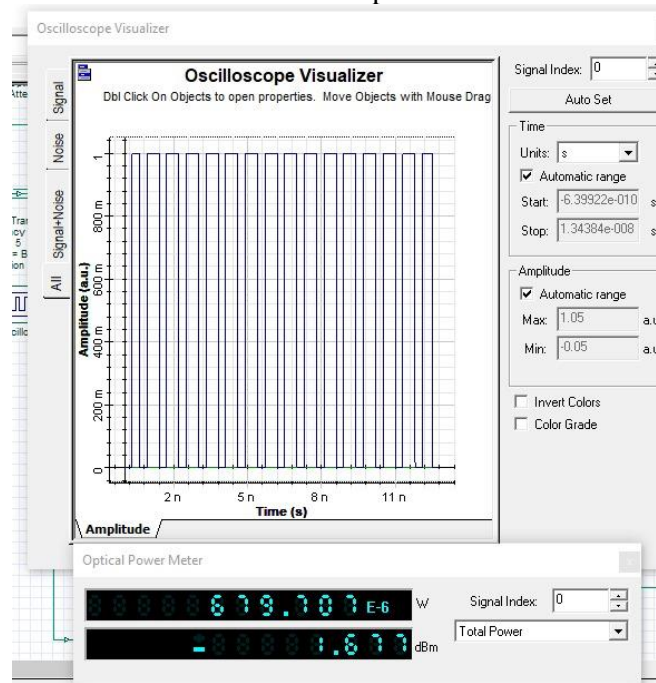 Oscilloscope Visualizer
Signal
Noise
Signal+Noise
All
Oscilloscope Visualizer
Dbl Click On Objects to open properties. Move Objects with Mouse Drag
Amplitude (a.u.)
1
800 m
600 m
400 m
200 m
0
2 n 5 n 8 n 11 n
Time (s)
Amplitude
Signal Index: 0
Auto Set
Time
Units: s
Automatic range
Start: -6.39922e-010 s
Stop: 1.34384e-008 s
Amplitude
Automatic range
Max: 1.05 a.u
Min: -0.05 a.u
Invert Colors
Color Grade
Optical Power Meter
679.707 E-6 W
Signal Index: 0
- 1.677 dBm
Total Power